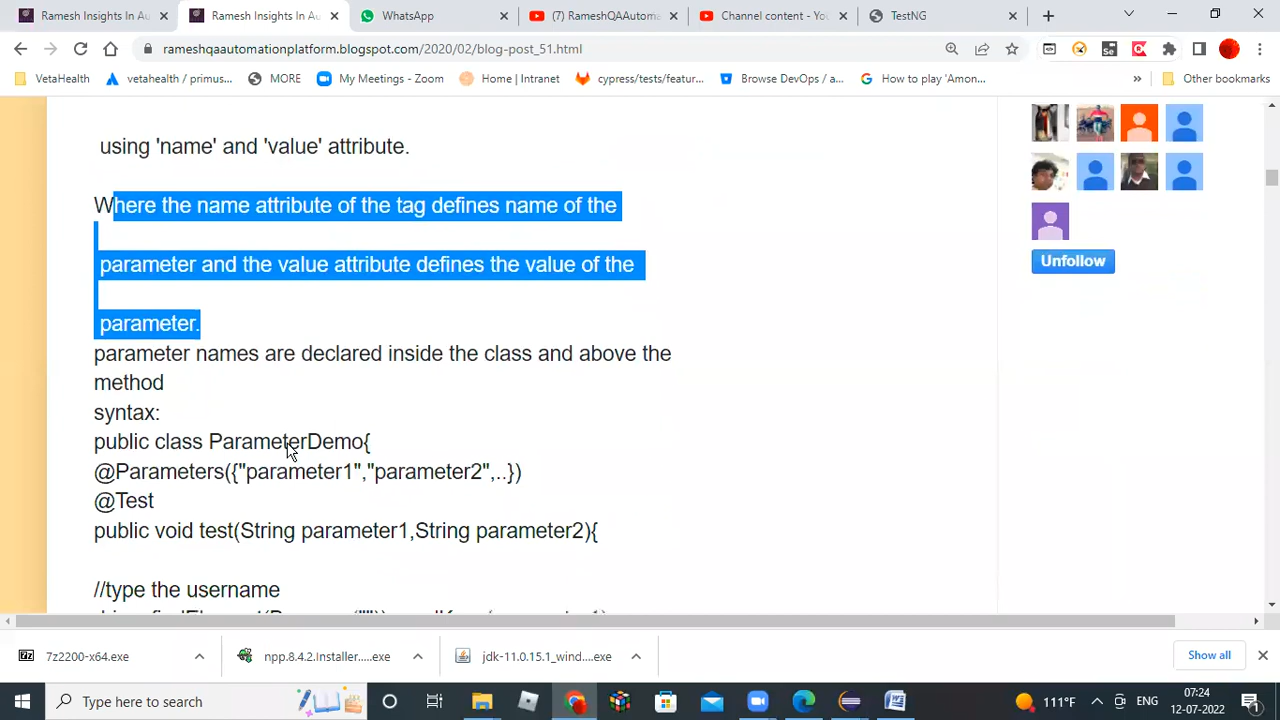 Ramesh Insights In Au
Ramesh Insights In Au
WhatsApp
(7) RameshQAAutoma
Channel content - Yo
TestNG
rameshqaautomationplatform.blogspot.com/2020/02/blog-post_51.html
VetaHealth
vetahealth / primus...
MORE
My Meetings - Zoom
Home | Intranet
cypress/tests/featur...
Browse DevOps / a...
How to play 'Amon...
»
Other bookmarks
using 'name' and 'value' attribute.
Where the name attribute of the tag defines name of the
parameter and the value attribute defines the value of the
parameter.
parameter names are declared inside the class and above the
method
syntax:
public class ParameterDemo{
@Parameters({"parameter1","parameter2",..})
@Test
public void test(String parameter1,String parameter2){
//type the username
Unfollow
7z2200-x64.exe
npp.8.4.2.Installer.....exe
jdk-11.0.15.1_wind....exe
Show all
Type here to search
111°F
ENG
07:24
12-07-2022
1